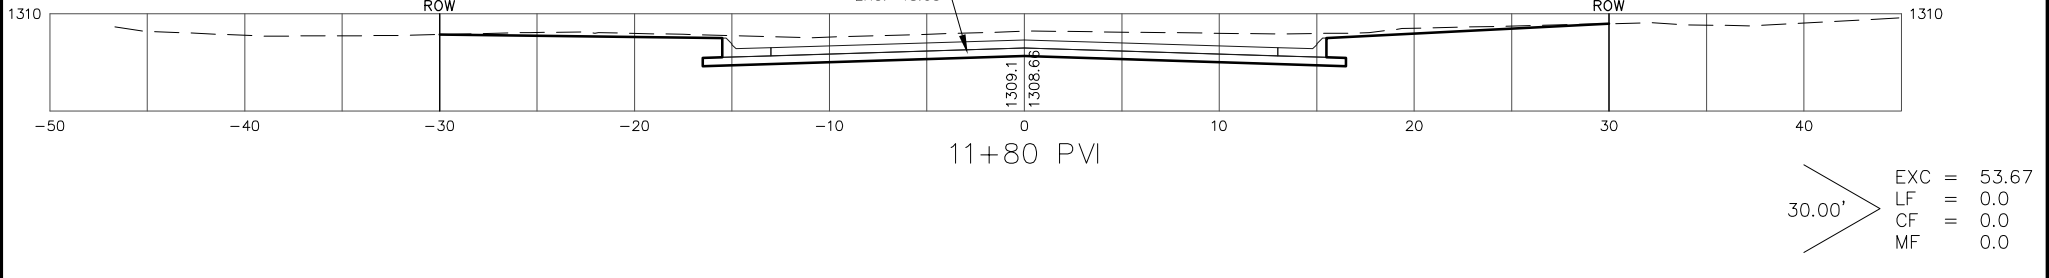 ROW ROW
1310 1310
1309.1
1308.66
-50 -40 -30 -20 -10 0 10 20 30 40
11+80 PVI
30.00'
EXC = 53.67
LF = 0.0
CF = 0.0
MF 0.0